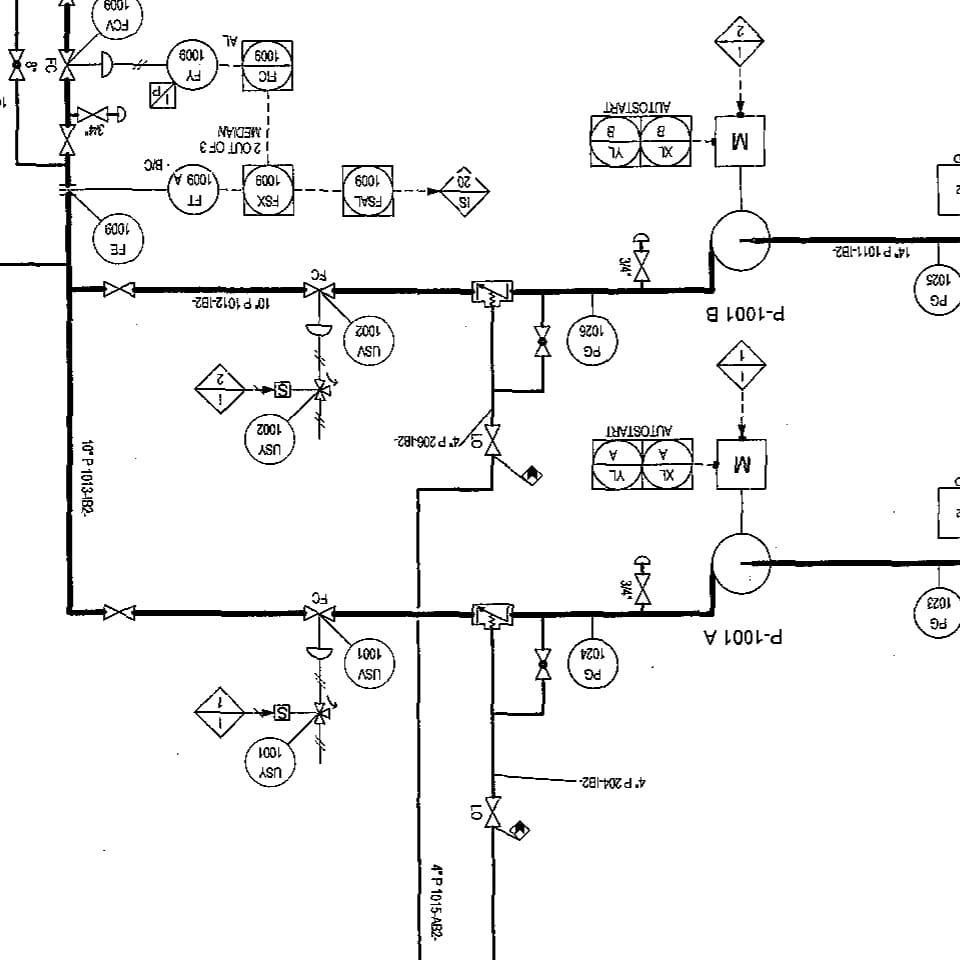 FCV
1009
FC
8"
FY
1009
I
P
FIC
1009
AL
3/4"
2 OUT OF 3
MEDIAN
B/C
FT
1009 A
FSX
1009
FSAL
1009
IS
20
FE
1009
I
2
AUTOSTART
YL
B
XL
B
M
14" P 1011-IB2-
PG
1025
P-1001 B
3/4"
PG
1026
FC
10" P 1012-IB2-
USV
1002
I
2
S
USY
1002
4" P 206-IB2-
LO
I
1
AUTOSTART
YL
A
XL
A
M
10" P 1013-IB2-
PG
1023
P-1001 A
3/4"
PG
1024
FC
USV
1001
I
1
S
USY
1001
4" P 204-IB2-
LO
4" P 1015-AB2-